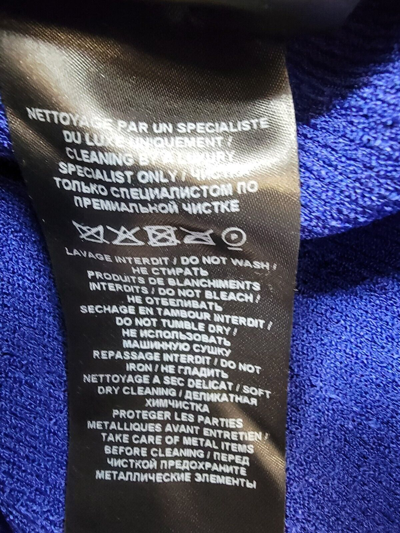 NETTOYAGE PAR UN SPECIALISTE
DU LUXE UNIQUEMENT /
CLEANING BY A LUXURY
SPECIALIST ONLY / ЧИСТКА
ТОЛЬКО СПЕЦИАЛИСТОМ ПО
ПРЕМИАЛЬНОЙ ЧИСТКЕ
P
LAVAGE INTERDIT / DO NOT WASH /
НЕ СТИРАТЬ
PRODUITS DE BLANCHIMENTS
INTERDITS / DO NOT BLEACH /
НЕ ОТБЕЛИВАТЬ
SECHAGE EN TAMBOUR INTERDIT /
DO NOT TUMBLE DRY /
НЕ ИСПОЛЬЗОВАТЬ
МАШИННУЮ СУШКУ
REPASSAGE INTERDIT / DO NOT
IRON / НЕ ГЛАДИТЬ
NETTOYAGE A SEC DELICAT / SOFT
DRY CLEANING / ДЕЛИКАТНАЯ
ХИМЧИСТКА
PROTEGER LES PARTIES
METALLIQUES AVANT ENTRETIEN /
TAKE CARE OF METAL ITEMS
BEFORE CLEANING / ПЕРЕД
ЧИСТКОЙ ПРЕДОХРАНИТЕ
МЕТАЛЛИЧЕСКИЕ ЭЛЕМЕНТЫ